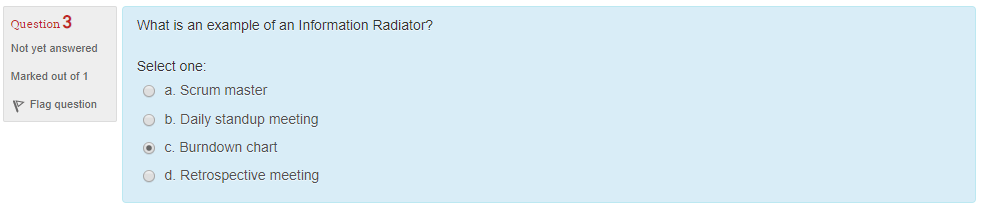 Question 3
Not yet answered
Marked out of 1
Flag question
What is an example of an Information Radiator?
Select one:
a. Scrum master
b. Daily standup meeting
c. Burndown chart
d. Retrospective meeting